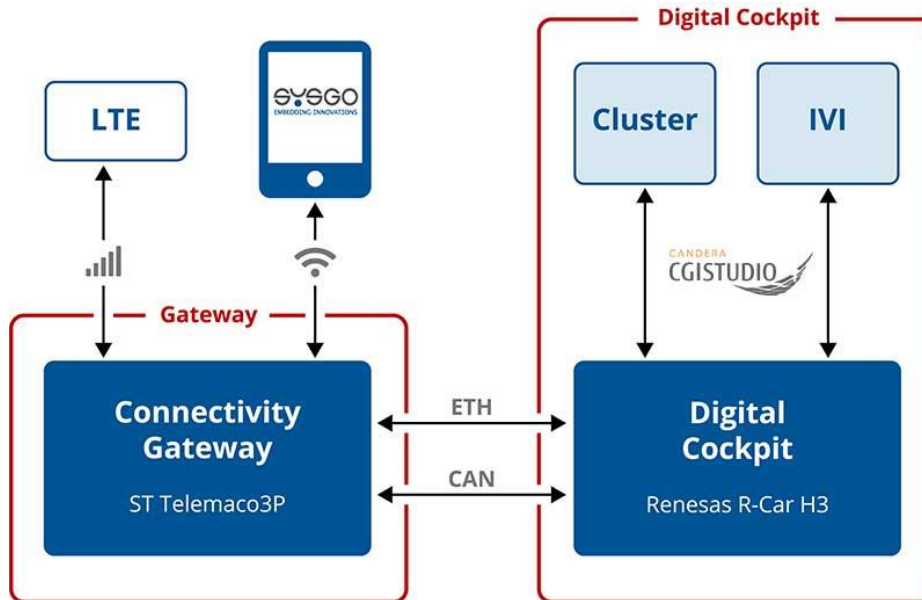 Digital Cockpit
LTE
SYSGO
EMBEDDING INNOVATIONS
Cluster
IVI
CANDERA
CGISTUDIO
Gateway
Connectivity
Gateway
ST Telemaco3P
ETH
CAN
Digital
Cockpit
Renesas R-Car H3